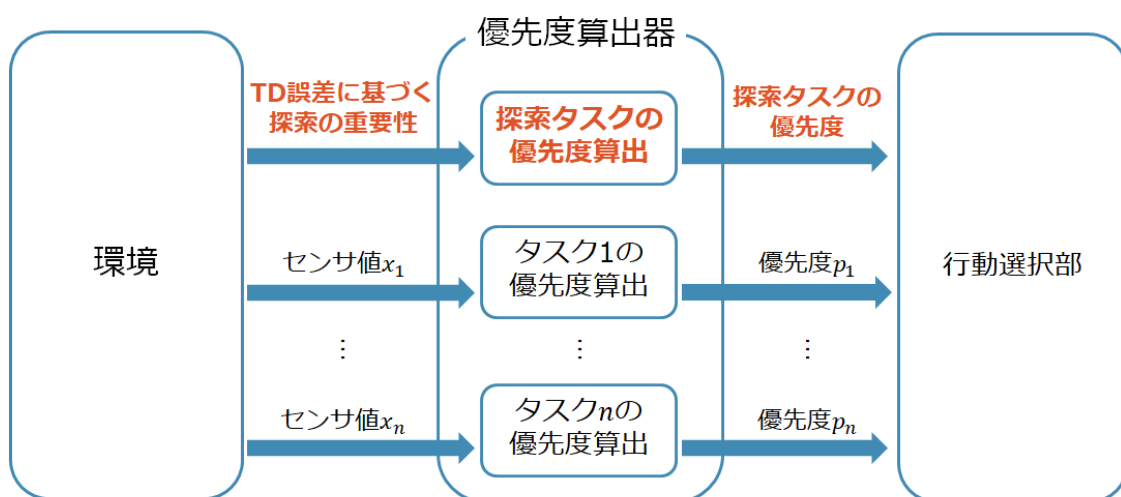 優先度算出器
TD誤差に基づく
探索の重要性
探索タスクの
優先度算出
探索タスクの
優先度
環境
センサ値x₁
タスク1の
優先度算出
優先度p₁
行動選択部
⋮
⋮
⋮
センサ値xₙ
タスクnの
優先度算出
優先度pₙ